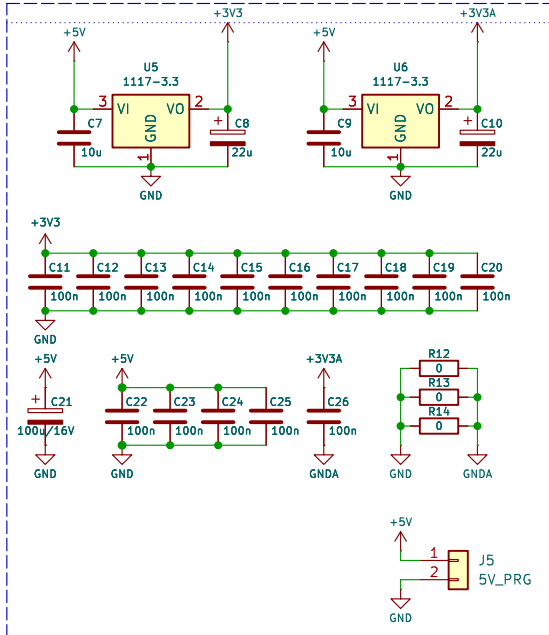 +3V3 +3V3A
+5V +5V
U5 U6
1117-3.3 1117-3.3
3 VI VO 2 3 VI VO 2
GND GND
C7 + C8 C9 + C10
10u 22u 10u 22u
1 1
GND GND
+3V3
C11 C12 C13 C14 C15 C16 C17 C18 C19 C20
100n 100n 100n 100n 100n 100n 100n 100n 100n 100n
GND
+5V +5V +3V3A
R12
0
R13
0
R14
0
+ C21 C22 C23 C24 C25 C26
100u/16V 100n 100n 100n 100n 100n
GND GND GNDA GND GNDA
+5V
1 J5
2 5V_PRG
GND